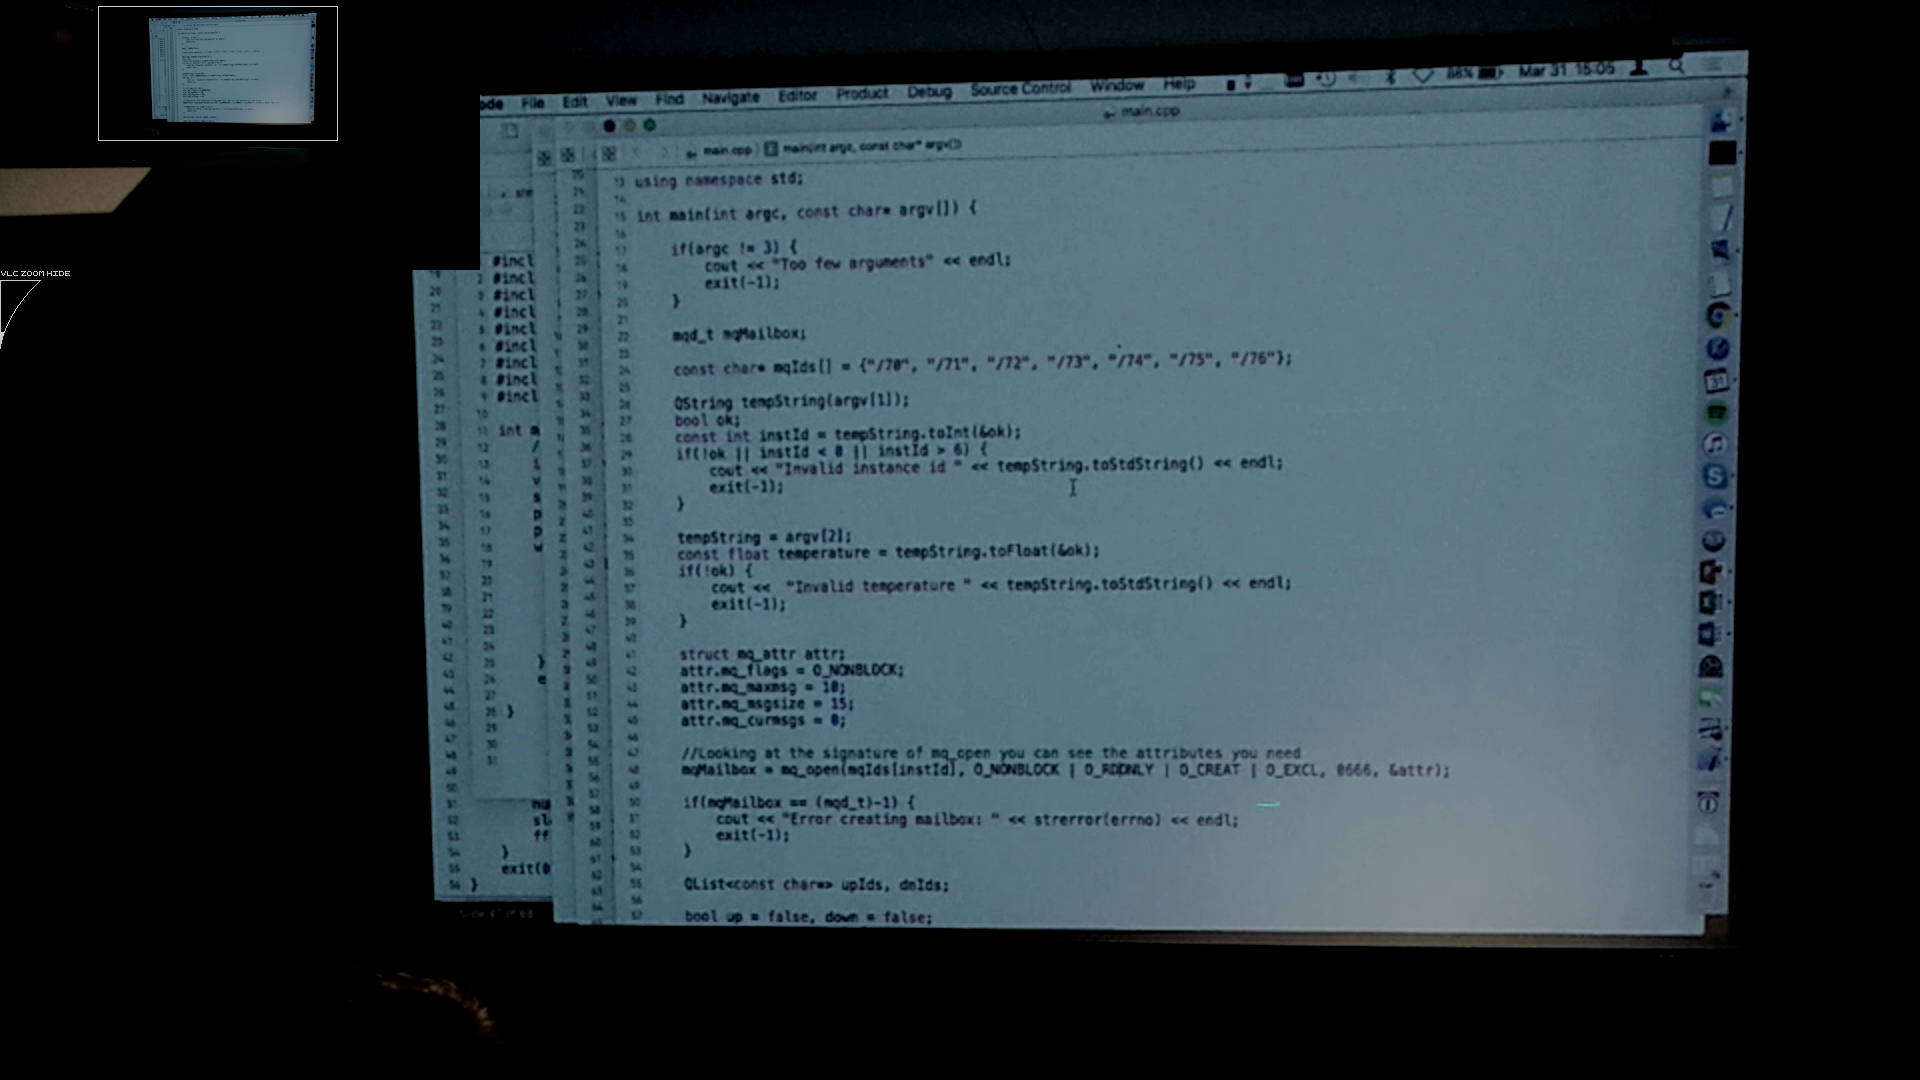 VLC ZOOM HIDE
ode File Edit View Find Navigate Editor Product Debug Source Control Window Help 88% Mar 31 15:05
main.cpp
main.cpp main(int argc, const char* argv[])
13 using namespace std;
14
15 int main(int argc, const char* argv[]) {
16
17 if(argc != 3) {
18 cout << "Too few arguments" << endl;
19 exit(-1);
20 }
21
22 mqd_t mqMailbox;
23
24 const char* mqIds[] = {"/70", "/71", "/72", "/73", "/74", "/75", "/76"};
25
26 QString tempString(argv[1]);
27 bool ok;
28 const int instId = tempString.toInt(&ok);
29 if(!ok || instId < 0 || instId > 6) {
30 cout << "Invalid instance id " << tempString.toStdString() << endl;
31 exit(-1);
32 }
33
34 tempString = argv[2];
35 const float temperature = tempString.toFloat(&ok);
36 if(!ok) {
37 cout << "Invalid temperature " << tempString.toStdString() << endl;
38 exit(-1);
39 }
40
41 struct mq_attr attr;
42 attr.mq_flags = O_NONBLOCK;
43 attr.mq_maxmsg = 10;
44 attr.mq_msgsize = 15;
45 attr.mq_curmsgs = 0;
46
47 //Looking at the signature of mq_open you can see the attributes you need
48 mqMailbox = mq_open(mqIds[instId], O_NONBLOCK | O_RDONLY | O_CREAT | O_EXCL, 0666, &attr);
49
50 if(mqMailbox == (mqd_t)-1) {
51 cout << "Error creating mailbox: " << strerror(errno) << endl;
52 exit(-1);
53 }
54
55 QList<const char*> upIds, dnIds;
56
57 bool up = false, down = false;
#incl
#incl
#incl
#incl
#incl
#incl
#incl
#incl
#incl
int m
exit(0
}